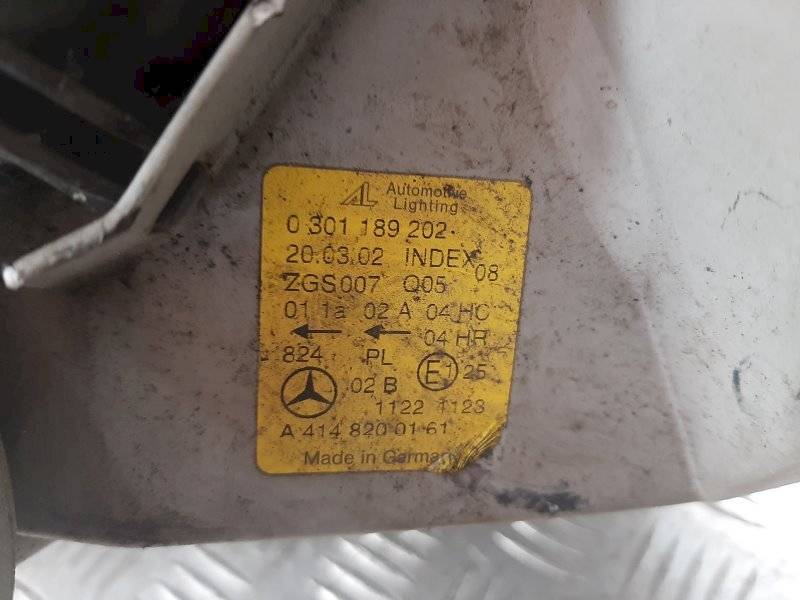 AL Automotive
Lighting
0 301 189 202
20.03.02 INDEX 08
ZGS007 Q05
01 1a 02 A 04 HC
04 HR
824 PL E1 25
02 B
1122 1123
A 414 820 01 61
Made in Germany